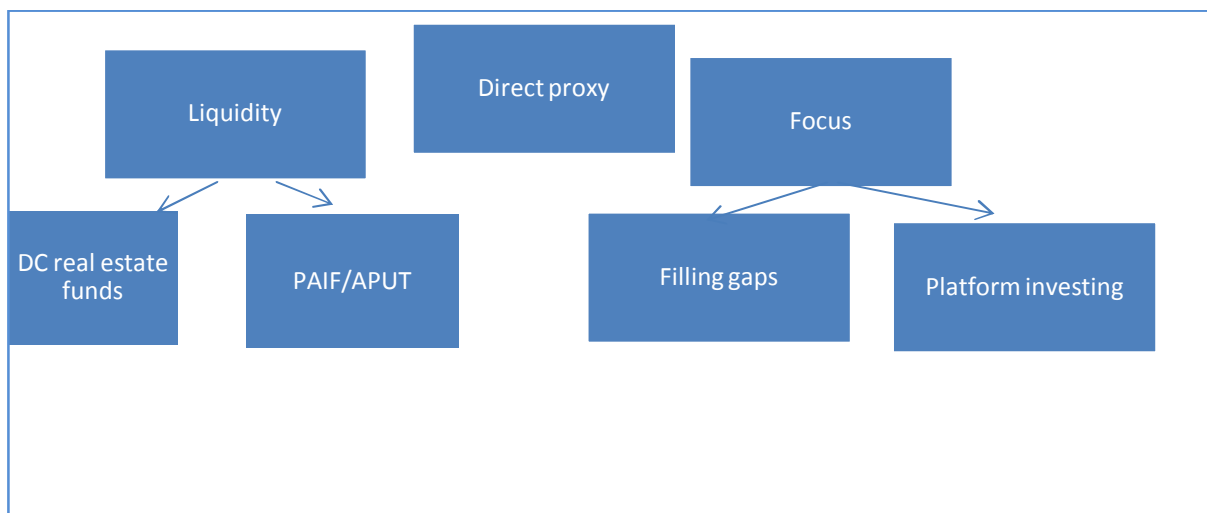 Liquidity
Direct proxy
Focus
DC real estate
funds
PAIF/APUT
Filling gaps
Platform investing